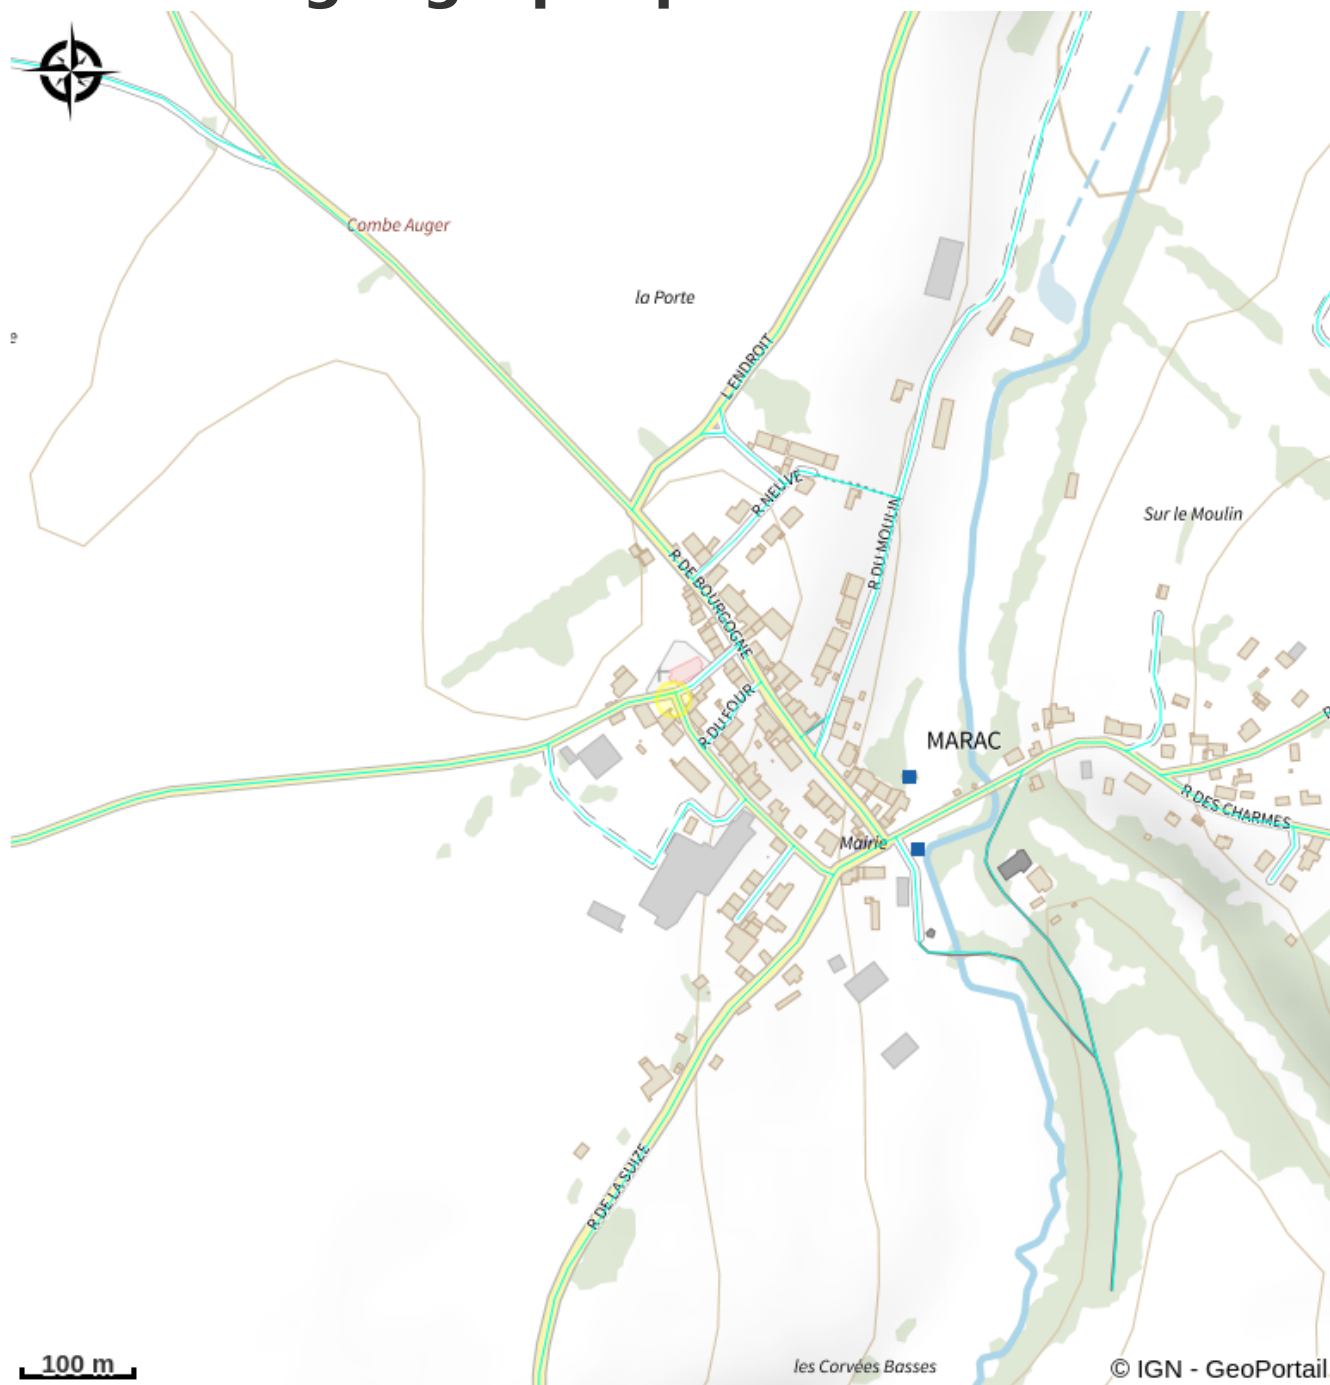 Combe Auger
la Porte
L ENDROIT
R NEUVE
R DU MOULIN
Sur le Moulin
R DE BOURGOGNE
R DU FOUR
MARAC
R DES CHARMES
Mairie
R DE LA SUIZE
les Corvées Basses
100 m
© IGN - GeoPortail